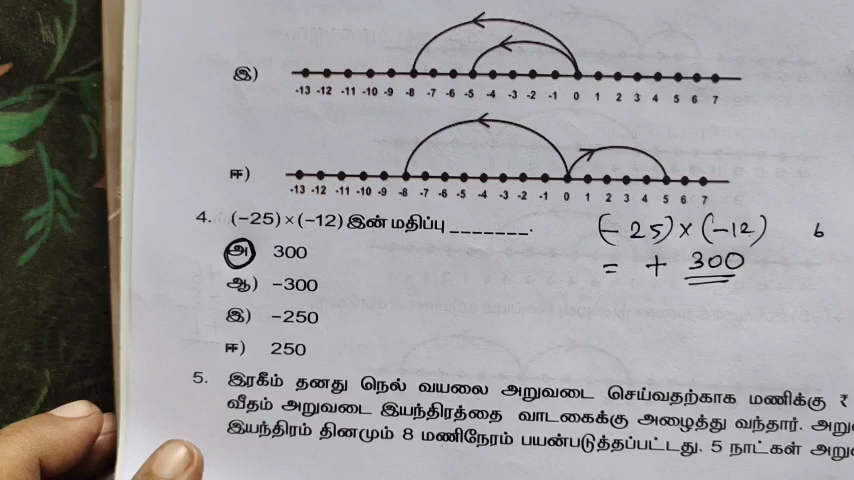 இ)
-13 -12 -11 -10 -9 -8 -7 -6 -5 -4 -3 -2 -1 0 1 2 3 4 5 6 7
ஈ)
-13 -12 -11 -10 -9 -8 -7 -6 -5 -4 -3 -2 -1 0 1 2 3 4 5 6 7
4. (−25)×(−12) இன் மதிப்பு _______. (− 25) × (−12) 6
அ) 300 = + 300
ஆ) -300
இ) -250
ஈ) 250
5. இரகீம் தனது நெல் வயலை அறுவடை செய்வதற்காக மணிக்கு ₹
வீதம் அறுவடை இயந்திரத்தை வாடகைக்கு அழைத்து வந்தார்.
இயந்திரம் தினமும் 8 மணிநேரம் பயன்படுத்தப்பட்டது. 5 நாட்கள்